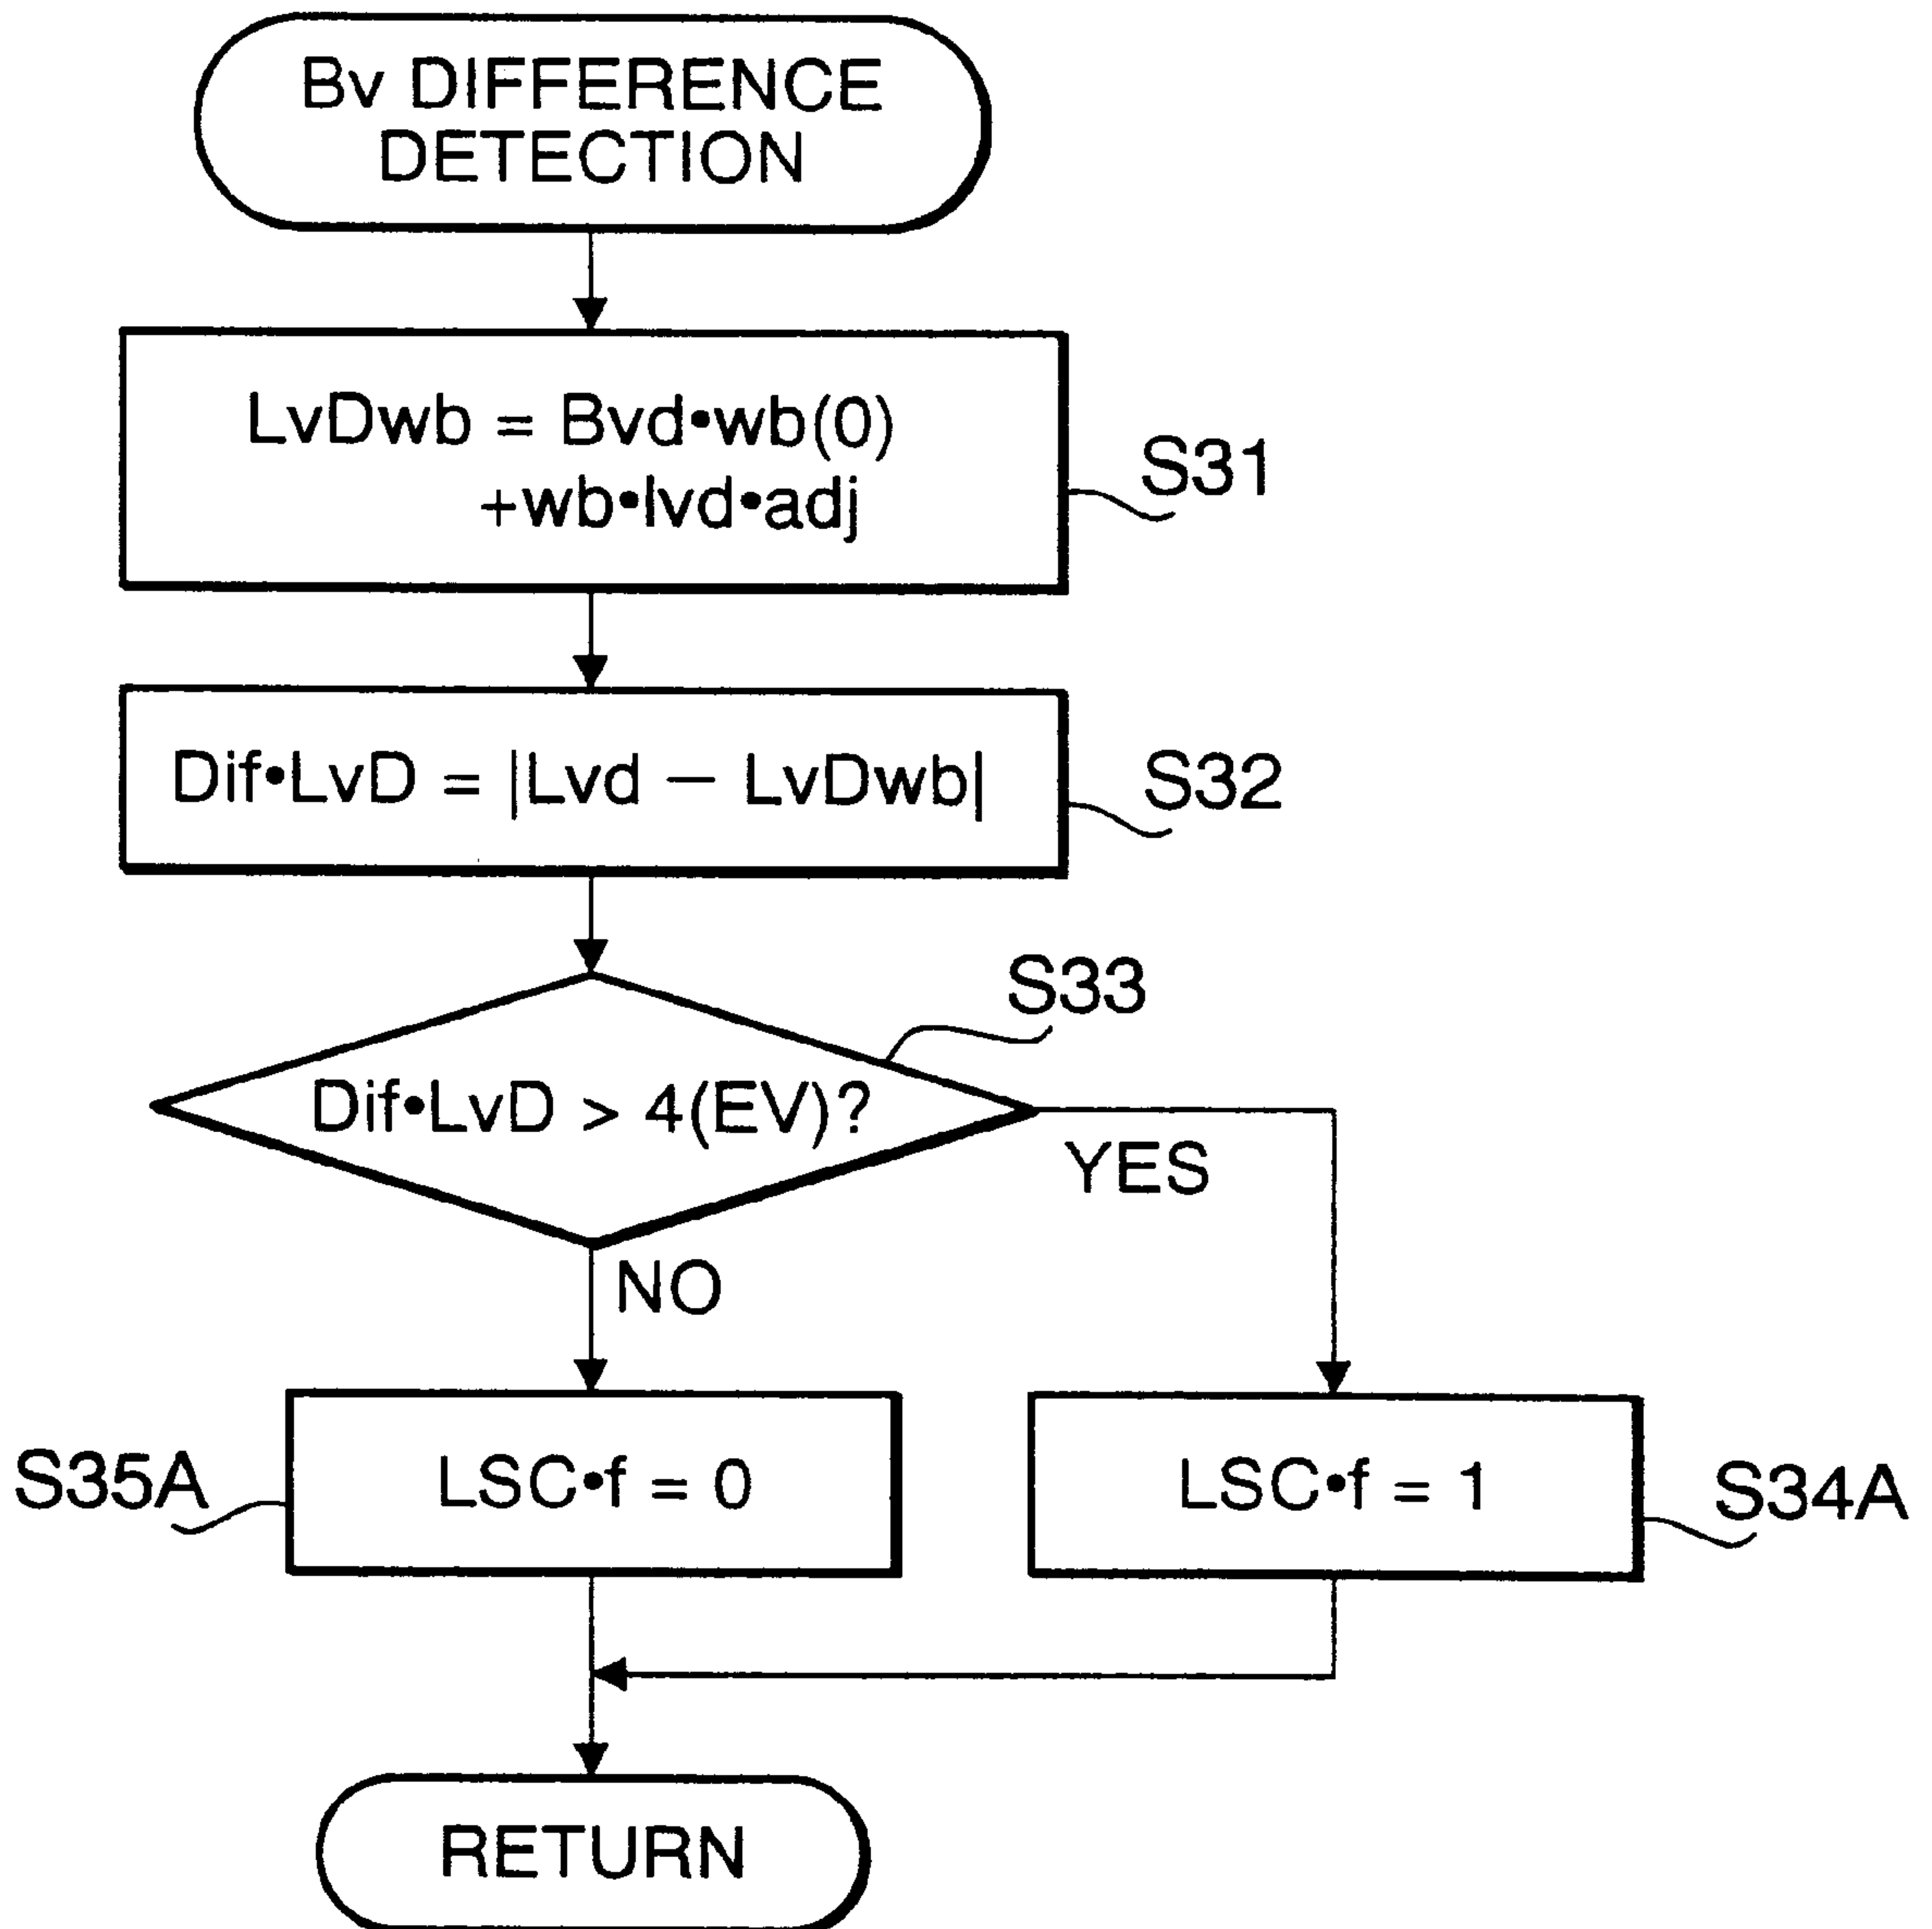 Bv DIFFERENCE
DETECTION
LvDwb = Bvd•wb(0)
+wb•lvd•adj
S31
Dif•LvD = |Lvd − LvDwb|
S32
S33
Dif•LvD > 4(EV)?
YES
NO
S35A
LSC•f = 0
LSC•f = 1
S34A
RETURN